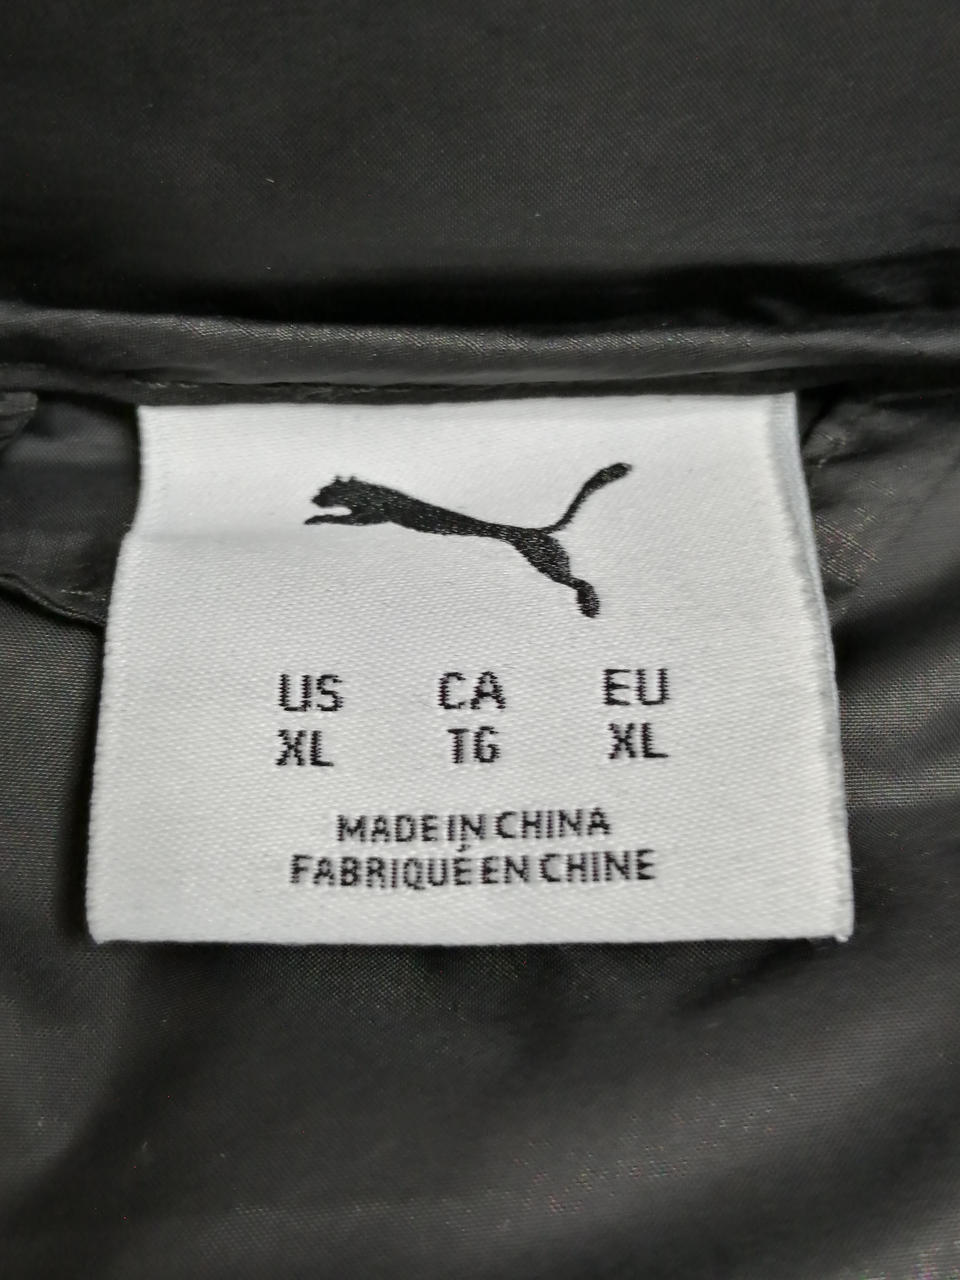 US CA EU
XL TG XL
MADE IN CHINA
FABRIQUÉ EN CHINE